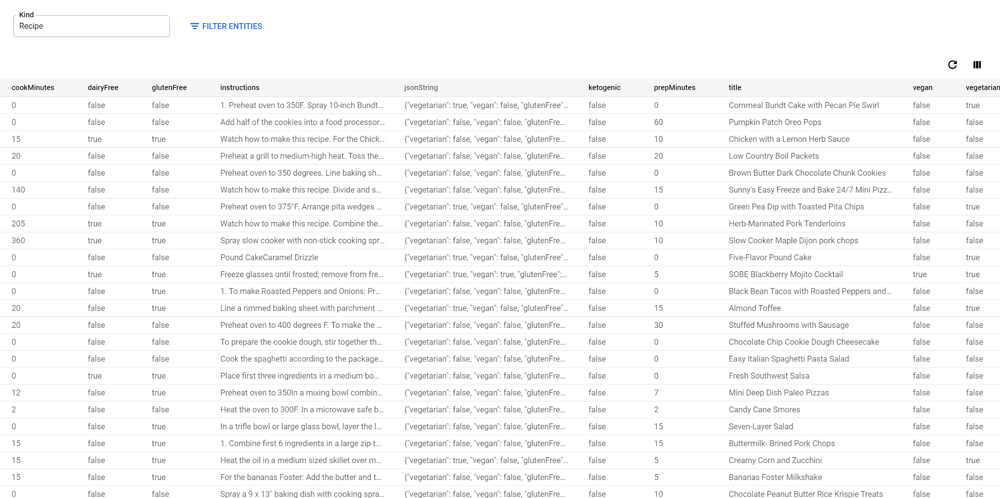 Kind
Recipe
FILTER ENTITIES
cookMinutes dairyFree glutenFree instructions jsonString ketogenic prepMinutes title vegan vegetarian
0 false false 1. Preheat oven to 350F. Spray 10-inch Bundt... {"vegetarian": true, "vegan": false, "glutenFree"... false 0 Cornmeal Bundt Cake with Pecan Pie Swirl false true
0 false false Add half of the cookies into a food processor... {"vegetarian": false, "vegan": false, "glutenFre... false 60 Pumpkin Patch Oreo Pops false false
15 true true Watch how to make this recipe. For the Chick... {"vegetarian": false, "vegan": false, "glutenFre... false 10 Chicken with a Lemon Herb Sauce false false
20 false false Preheat a grill to medium-high heat. Toss the... {"vegetarian": false, "vegan": false, "glutenFre... false 20 Low Country Boil Packets false false
0 false false Preheat oven to 350 degrees. Line baking sh... {"vegetarian": false, "vegan": false, "glutenFre... false 0 Brown Butter Dark Chocolate Chunk Cookies false false
140 false false Watch how to make this recipe. Divide and s... {"vegetarian": false, "vegan": false, "glutenFre... false 15 Sunny's Easy Freeze and Bake 24/7 Mini Pizz... false false
0 false false Preheat oven to 375°F. Arrange pita wedges ... {"vegetarian": true, "vegan": false, "glutenFree"... false 0 Green Pea Dip with Toasted Pita Chips false true
205 true true Watch how to make this recipe. Combine the... {"vegetarian": false, "vegan": false, "glutenFre... false 10 Herb-Marinated Pork Tenderloins false false
360 true true Spray slow cooker with non-stick cooking spr... {"vegetarian": false, "vegan": false, "glutenFre... false 10 Slow Cooker Maple Dijon pork chops false false
0 false false Pound CakeCaramel Drizzle {"vegetarian": true, "vegan": false, "glutenFree"... false 0 Five-Flavor Pound Cake false true
0 true true Freeze glasses until frosted; remove from fre... {"vegetarian": true, "vegan": true, "glutenFree":... false 5 SOBE Blackberry Mojito Cocktail true true
0 false true 1. To make Roasted Peppers and Onions: Pr... {"vegetarian": false, "vegan": false, "glutenFre... false 0 Black Bean Tacos with Roasted Peppers and... false false
20 false true Line a rimmed baking sheet with parchment ... {"vegetarian": true, "vegan": false, "glutenFree"... false 15 Almond Toffee false true
20 false false Preheat oven to 400 degrees F. To make the ... {"vegetarian": false, "vegan": false, "glutenFre... false 30 Stuffed Mushrooms with Sausage false false
0 false false To prepare the cookie dough, stir together th... {"vegetarian": false, "vegan": false, "glutenFre... false 0 Chocolate Chip Cookie Dough Cheesecake false false
0 false false Cook the spaghetti according to the package... {"vegetarian": false, "vegan": false, "glutenFre... false 0 Easy Italian Spaghetti Pasta Salad false false
0 true true Place first three ingredients in a medium bo... {"vegetarian": false, "vegan": false, "glutenFre... false 0 Fresh Southwest Salsa false false
12 false true Preheat oven to 350In a mixing bowl combin... {"vegetarian": false, "vegan": false, "glutenFre... false 7 Mini Deep Dish Paleo Pizzas false false
2 false false Heat the oven to 300F. In a microwave safe b... {"vegetarian": false, "vegan": false, "glutenFre... false 2 Candy Cane Smores false false
0 false true In a trifle bowl or large glass bowl, layer the l... {"vegetarian": false, "vegan": false, "glutenFre... false 15 Seven-Layer Salad false false
15 false true 1. Combine first 6 ingredients in a large zip-t... {"vegetarian": false, "vegan": false, "glutenFre... false 15 Buttermilk- Brined Pork Chops false false
15 false true Heat the oil in a medium sized skillet over m... {"vegetarian": true, "vegan": false, "glutenFree"... false 5 Creamy Corn and Zucchini false true
15 false true For the bananas Foster: Add the butter and t... {"vegetarian": false, "vegan": false, "glutenFre... false 5 Bananas Foster Milkshake false false
0 false false Spray a 9 x 13" baking dish with cooking spra... {"vegetarian": false, "vegan": false, "glutenFre... false 10 Chocolate Peanut Butter Rice Krispie Treats false false